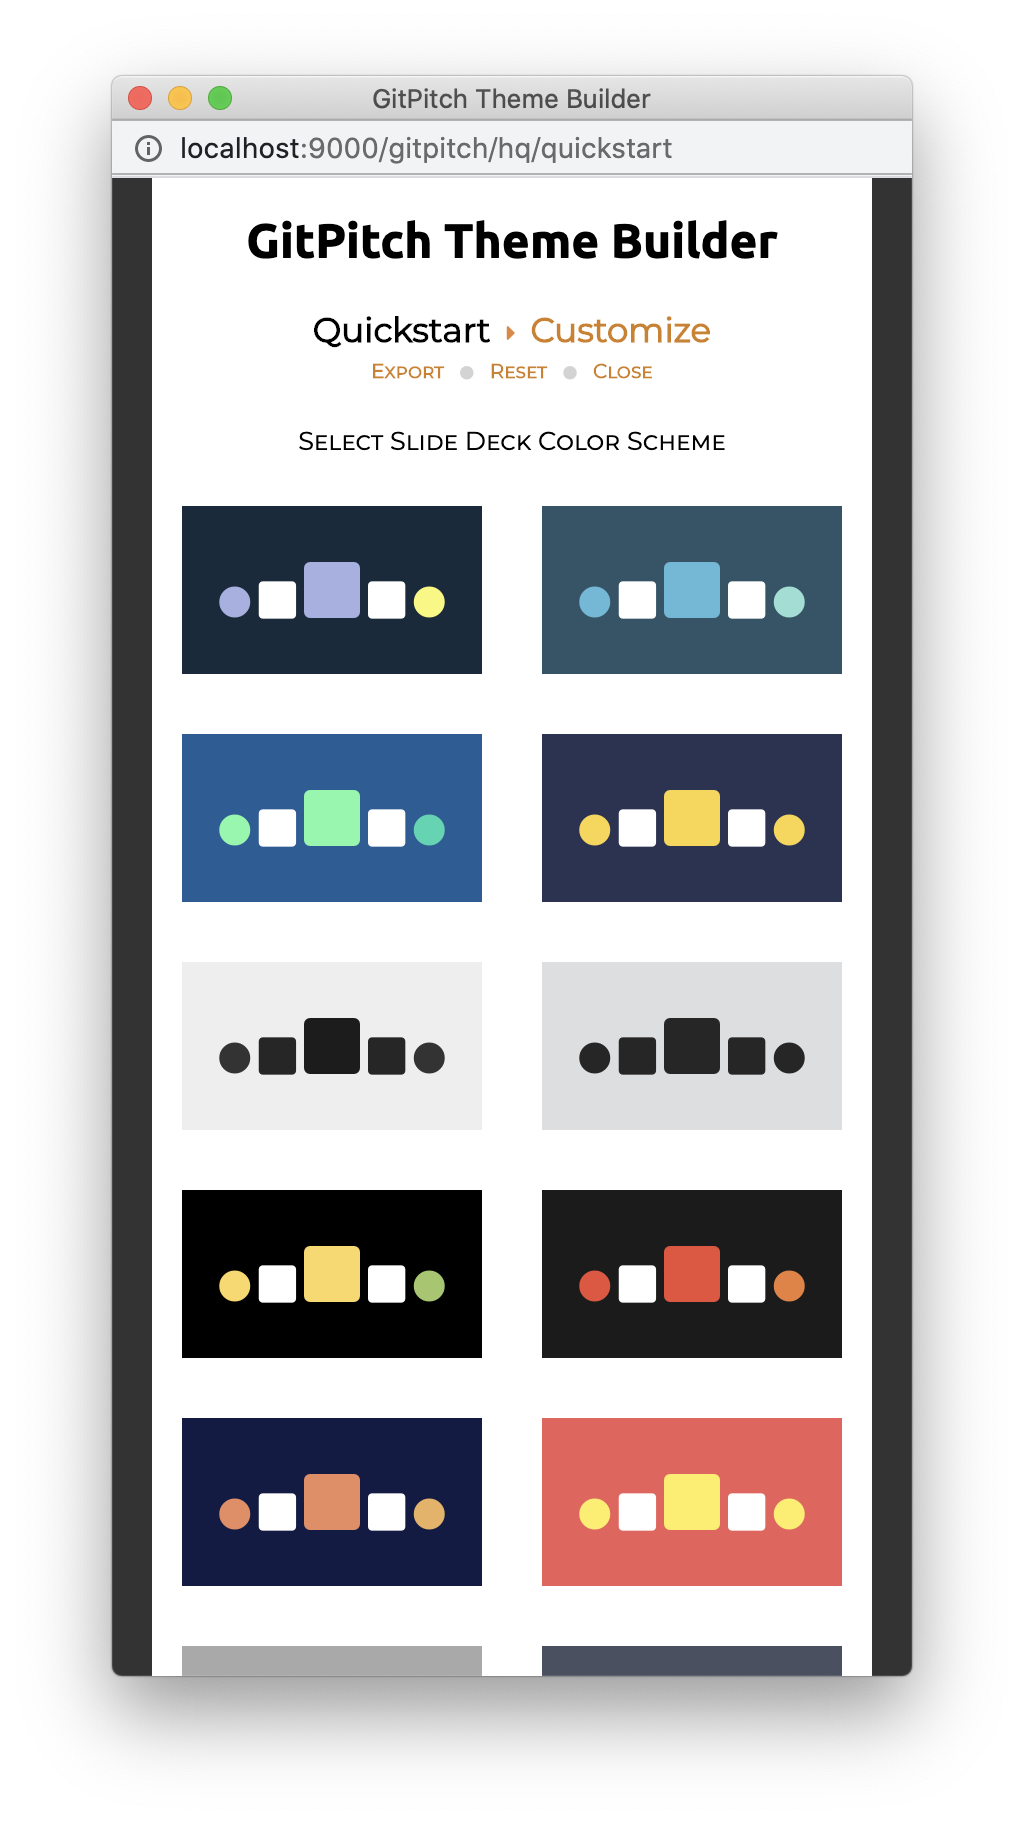 GitPitch Theme Builder
localhost:9000/gitpitch/hq/quickstart
GitPitch Theme Builder
Quickstart Customize
Export Reset Close
Select Slide Deck Color Scheme